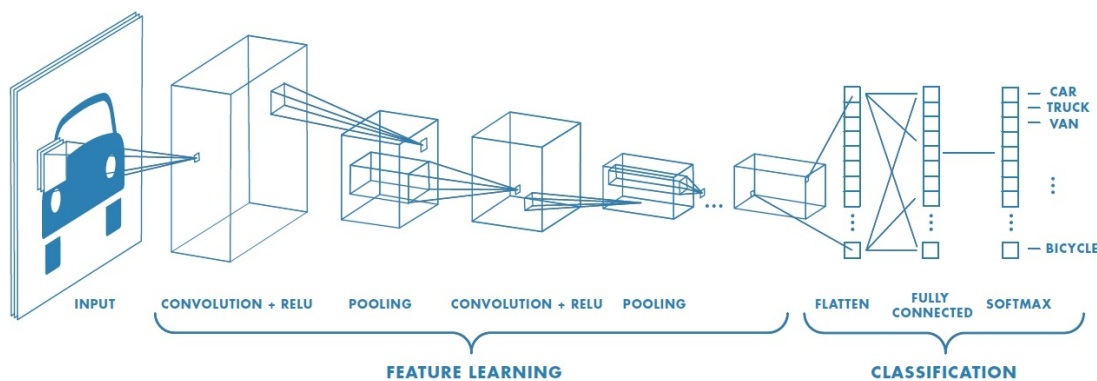 CAR
TRUCK
VAN
BICYCLE
INPUT
CONVOLUTION + RELU
POOLING
CONVOLUTION + RELU
POOLING
FLATTEN
FULLY
CONNECTED
SOFTMAX
FEATURE LEARNING
CLASSIFICATION